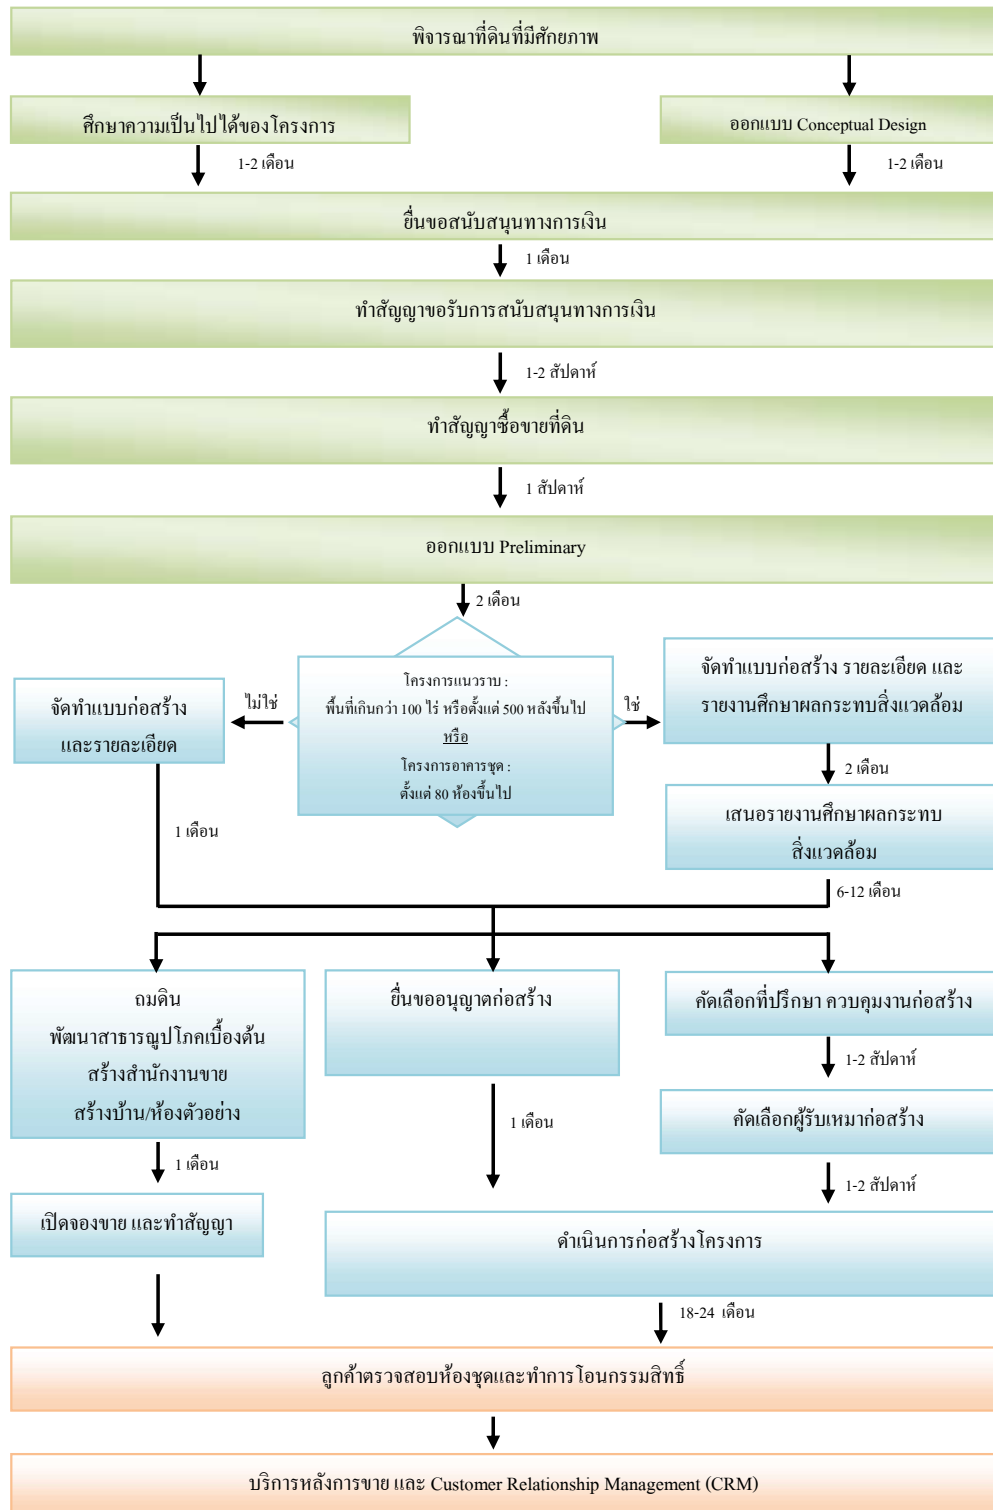 พิจารณาที่ดินที่มีศักยภาพ
ศึกษาความเป็นไปได้ของโครงการ
ออกแบบ Conceptual Design
1-2 เดือน
1-2 เดือน
ยื่นขอสนับสนุนทางการเงิน
1 เดือน
ทำสัญญาขอรับการสนับสนุนทางการเงิน
1-2 สัปดาห์
ทำสัญญาซื้อขายที่ดิน
1 สัปดาห์
ออกแบบ Preliminary
2 เดือน
โครงการแนวราบ :
พื้นที่เกินกว่า 100 ไร่ หรือตั้งแต่ 500 หลังขึ้นไป
หรือ
โครงการอาคารชุด :
ตั้งแต่ 80 ห้องขึ้นไป
ไม่ใช่
ใช่
จัดทำแบบก่อสร้าง
และรายละเอียด
จัดทำแบบก่อสร้าง รายละเอียด และ
รายงานศึกษาผลกระทบสิ่งแวดล้อม
2 เดือน
เสนอรายงานศึกษาผลกระทบ
สิ่งแวดล้อม
1 เดือน
6-12 เดือน
ถมดิน
พัฒนาสาธารณูปโภคเบื้องต้น
สร้างสำนักงานขาย
สร้างบ้าน/ห้องตัวอย่าง
ยื่นขออนุญาตก่อสร้าง
คัดเลือกที่ปรึกษา ควบคุมงานก่อสร้าง
1-2 สัปดาห์
คัดเลือกผู้รับเหมาก่อสร้าง
1 เดือน
1 เดือน
1-2 สัปดาห์
เปิดจองขาย และทำสัญญา
ดำเนินการก่อสร้างโครงการ
18-24 เดือน
ลูกค้าตรวจสอบห้องชุดและทำการโอนกรรมสิทธิ์
บริการหลังการขาย และ Customer Relationship Management (CRM)